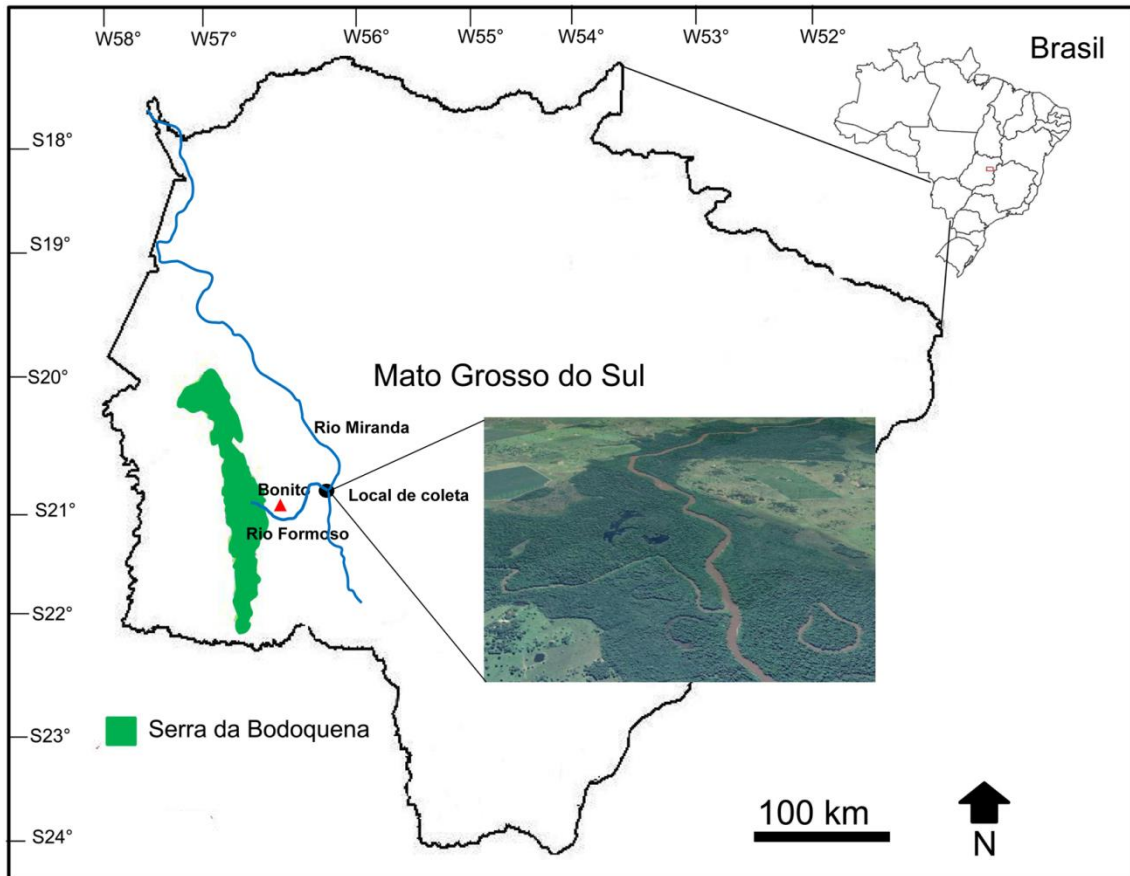 W58°
W57°
W56°
W55°
W54°
W53°
W52°
Brasil
S18°
S19°
S20°
Mato Grosso do Sul
Rio Miranda
Bonito
Local de coleta
S21°
Rio Formoso
S22°
S23°
Serra da Bodoquena
100 km
S24°
N